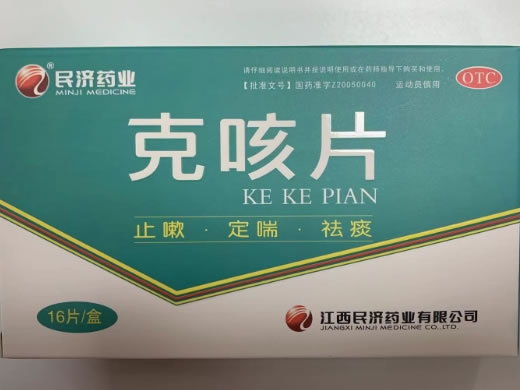 民济药业®
MINJI MEDICINE
请仔细阅读说明书并按说明使用或在药师指导下购买和使用。
【批准文号】国药准字Z20090040 运动员慎用
OTC
克咳片
KE KE PIAN
止嗽·定喘·祛痰
16片/盒
江西民济药业有限公司
JIANGXI MINJI MEDICINE CO.,LTD.